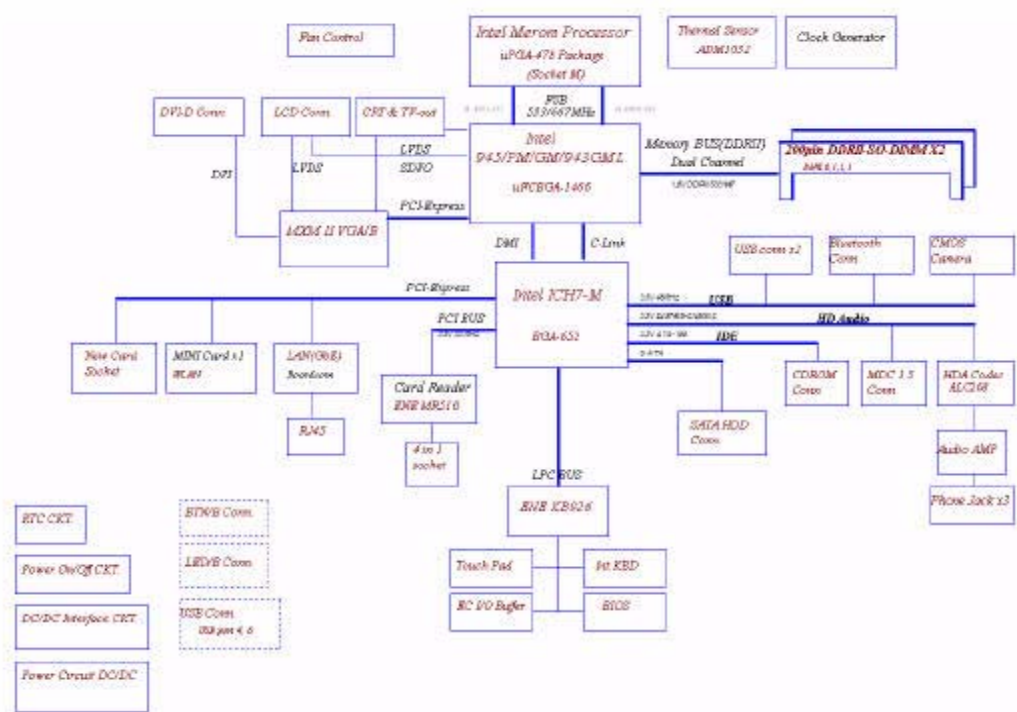 Fan Control
Intel Merom Processor
uPGA-478 Package
(Socket M)
Thermal Sensor
ADM1032
Clock Generator
FSB
533/667MHz
DVI-D Conn
LCD Conn
CRT & TV-out
Intel
945/PM/GM/943GML
uFCBGA-1466
LVDS
SDVO
DVI
LVDS
Memory BUS(DDRII)
Dual Channel
200pin DDRII-SO-DIMM X2
PCI-Express
MXM II VGA/B
DMI
C-Link
USB conn x2
Bluetooth
Conn
CMOS
Camera
Intel ICH7-M
BGA-652
PCI-Express
PCI BUS
USB
HD Audio
IDE
New Card
Socket
MINI Card x1
WLAN
LAN(GbE)
Boardcom
RJ45
Card Reader
ENE MR510
4 in 1
socket
SATA HDD
Conn
CDROM
Conn
MDC 1.5
Conn
HDA Codec
ALC268
Audio AMP
Phone Jack x3
LPC BUS
ENE KB926
Touch Pad
Int KBD
EC I/O Buffer
BIOS
RTC CKT.
Power On/Off CKT.
DC/DC Interface CKT.
Power Circuit DC/DC
BTWB Conn
LED/B Conn
USB Conn
USB port 4, 6